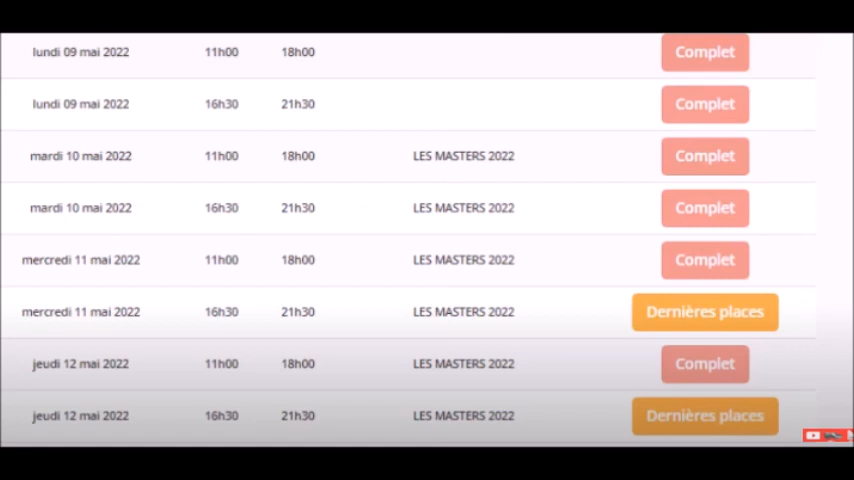 lundi 09 mai 2022 11h00 18h00 Complet
lundi 09 mai 2022 16h30 21h30 Complet
mardi 10 mai 2022 11h00 18h00 LES MASTERS 2022 Complet
mardi 10 mai 2022 16h30 21h30 LES MASTERS 2022 Complet
mercredi 11 mai 2022 11h00 18h00 LES MASTERS 2022 Complet
mercredi 11 mai 2022 16h30 21h30 LES MASTERS 2022 Dernières places
jeudi 12 mai 2022 11h00 18h00 LES MASTERS 2022 Complet
jeudi 12 mai 2022 16h30 21h30 LES MASTERS 2022 Dernières places